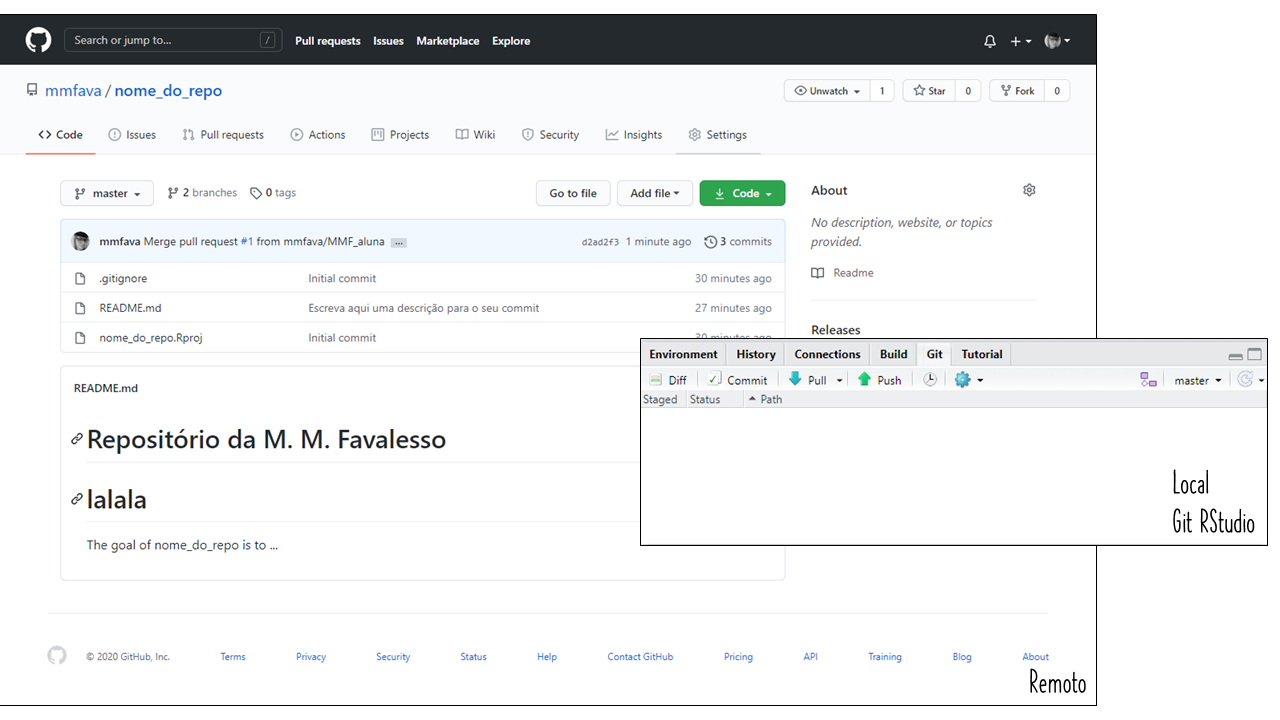 Search or jump to... /
Pull requests Issues Marketplace Explore
mmfava / nome_do_repo
Unwatch 1 Star 0 Fork 0
Code Issues Pull requests Actions Projects Wiki Security Insights Settings
master 2 branches 0 tags Go to file Add file Code
mmfava Merge pull request #1 from mmfava/MMF_aluna ... d2ad2f3 1 minute ago 3 commits
.gitignore Initial commit 30 minutes ago
README.md Escreva aqui uma descrição para o seu commit 27 minutes ago
nome_do_repo.Rproj Initial commit 30 minutes ago
About
No description, website, or topics
provided.
Readme
Releases
README.md
Repositório da M. M. Favalesso
lalala
The goal of nome_do_repo is to ...
Environment History Connections Build Git Tutorial
Diff Commit Pull Push master
Staged Status Path
Local
Git RStudio
© 2020 GitHub, Inc. Terms Privacy Security Status Help Contact GitHub Pricing API Training Blog About
Remoto